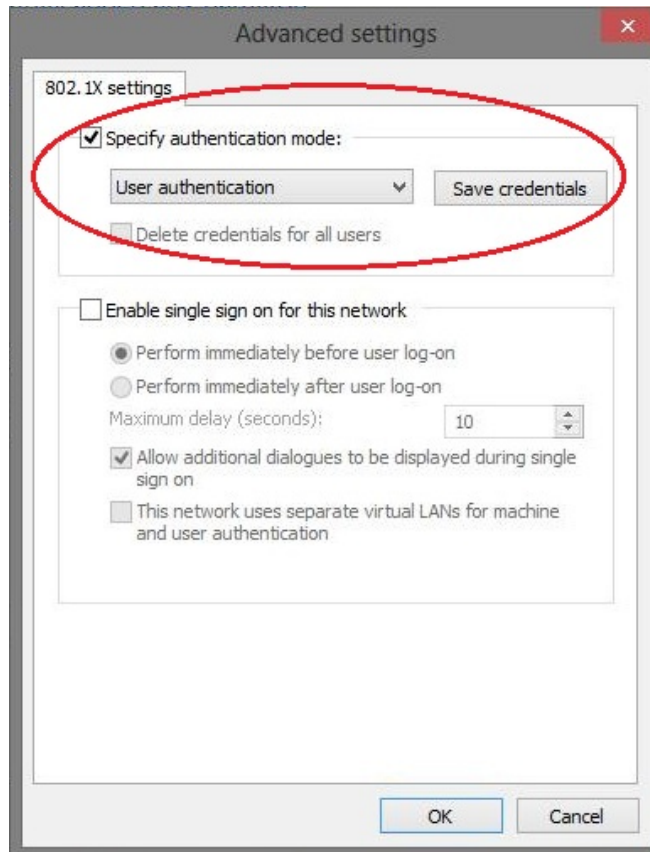 Advanced settings
802.1X settings
Specify authentication mode:
User authentication
Save credentials
Delete credentials for all users
Enable single sign on for this network
Perform immediately before user log-on
Perform immediately after user log-on
Maximum delay (seconds):
10
Allow additional dialogues to be displayed during single
sign on
This network uses separate virtual LANs for machine
and user authentication
OK
Cancel